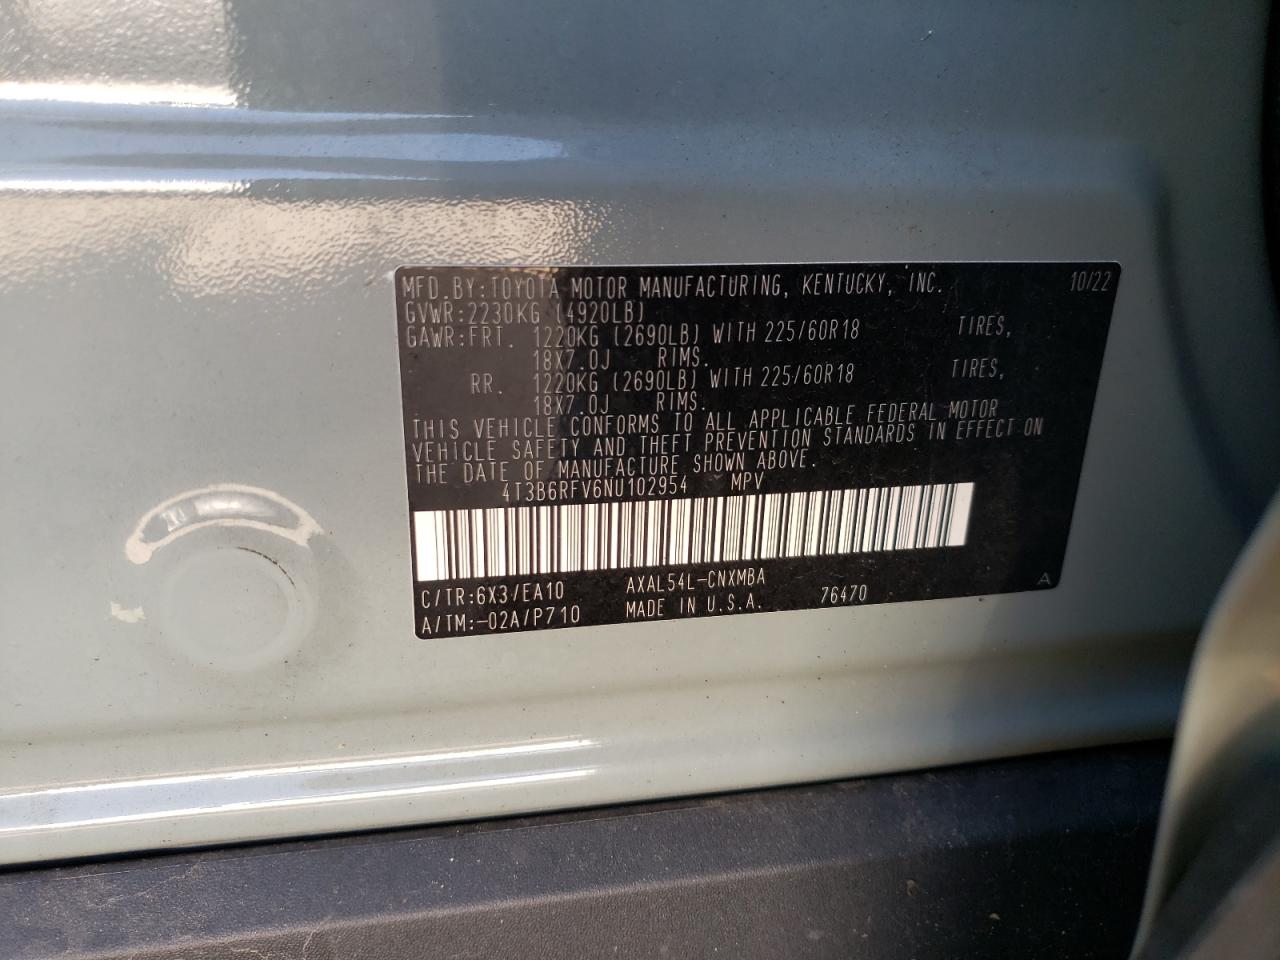 MFD.BY:TOYOTA MOTOR MANUFACTURING, KENTUCKY, INC. 10/22
GVWR:2230KG (4920LB)
GAWR:FRT. 1220KG (2690LB) WITH 225/60R18 TIRES,
18X7.0J RIMS.
RR. 1220KG (2690LB) WITH 225/60R18 TIRES,
18X7.0J RIMS.
THIS VEHICLE CONFORMS TO ALL APPLICABLE FEDERAL MOTOR
VEHICLE SAFETY AND THEFT PREVENTION STANDARDS IN EFFECT ON
THE DATE OF MANUFACTURE SHOWN ABOVE.
4T3B6RFV6NU102954 MPV
C/TR:6X3/EA10 AXAL54L-CNXMBA
A/TM:-02A/P710 MADE IN U.S.A. 76470 A